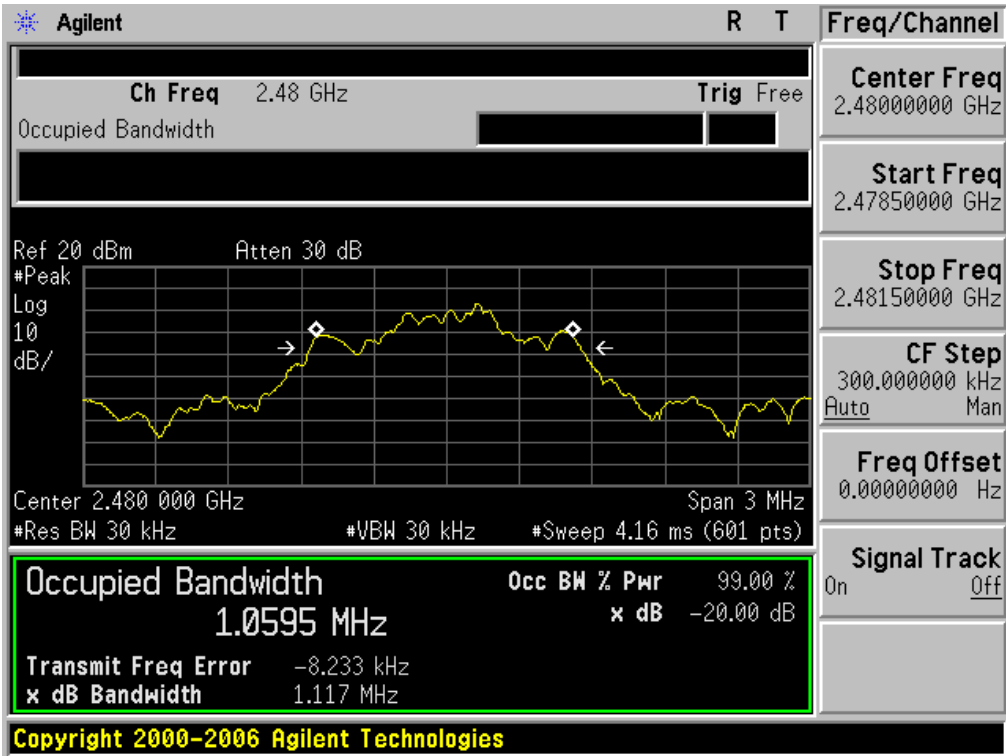 Agilent R T
Ch Freq 2.48 GHz Trig Free
Occupied Bandwidth
Ref 20 dBm Atten 30 dB
#Peak
Log
10
dB/
Center 2.480 000 GHz Span 3 MHz
#Res BW 30 kHz #VBW 30 kHz #Sweep 4.16 ms (601 pts)
Occupied Bandwidth Occ BW % Pwr 99.00 %
1.0595 MHz x dB -20.00 dB
Transmit Freq Error -8.233 kHz
x dB Bandwidth 1.117 MHz
Copyright 2000-2006 Agilent Technologies
Freq/Channel
Center Freq
2.48000000 GHz
Start Freq
2.47850000 GHz
Stop Freq
2.48150000 GHz
CF Step
300.000000 kHz
Auto Man
Freq Offset
0.00000000 Hz
Signal Track
On Off